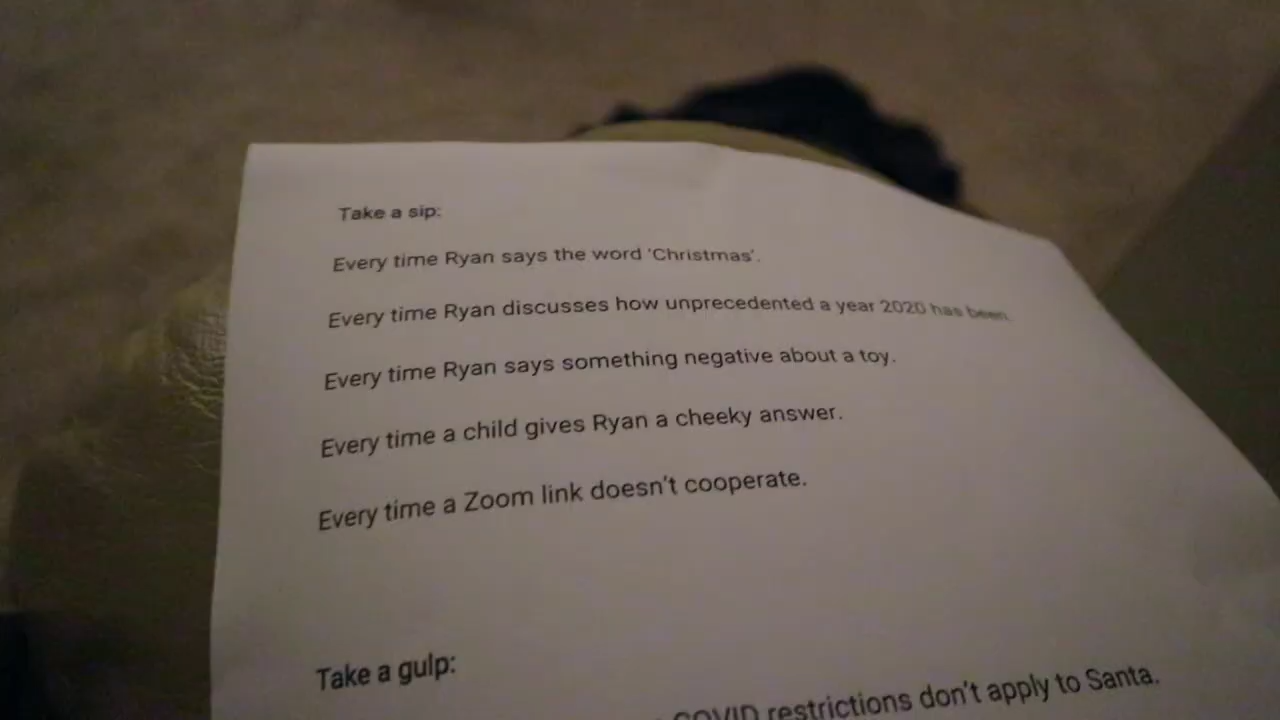 Take a sip:
Every time Ryan says the word 'Christmas'.
Every time Ryan discusses how unprecedented a year 2020 has been.
Every time Ryan says something negative about a toy.
Every time a child gives Ryan a cheeky answer.
Every time a Zoom link doesn't cooperate.
Take a gulp:
COVID restrictions don't apply to Santa.